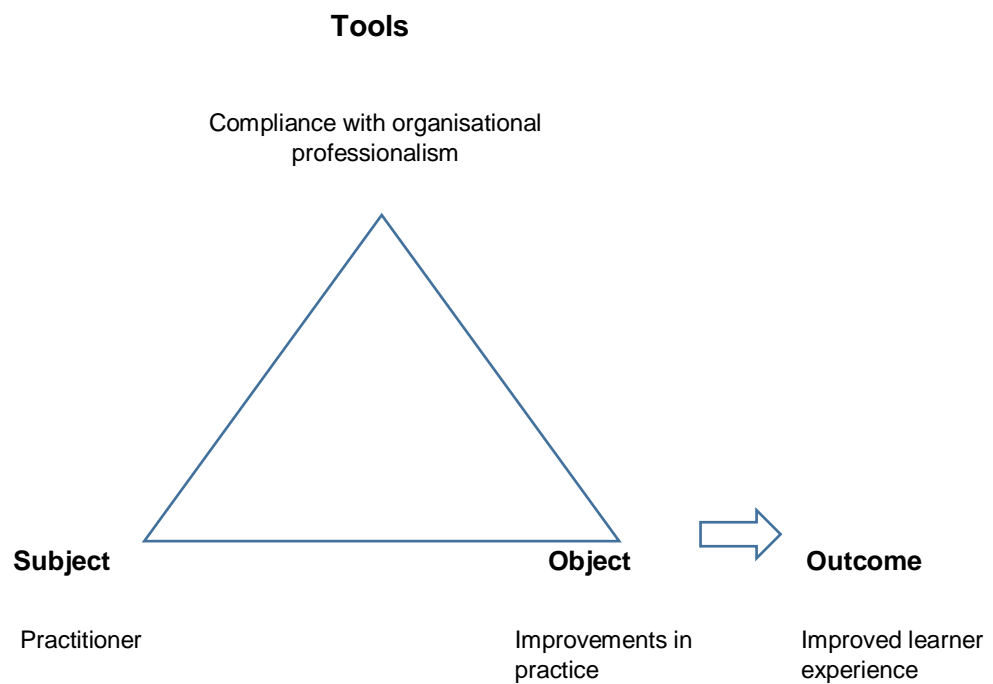 Tools
Compliance with organisational
professionalism
Subject
Object
Outcome
Practitioner
Improvements in
practice
Improved learner
experience